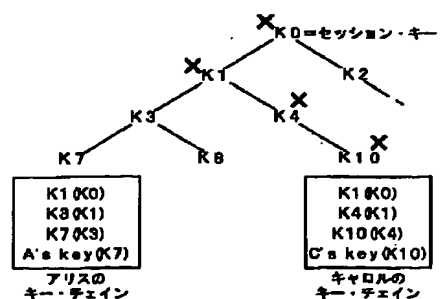 K0=セッション・キー
K1
K2
K3
K4
K7
K8
K10
K1(K0)
K3(K1)
K7(K3)
A's key(K7)
アリスの
キー・チェイン
K1(K0)
K4(K1)
K10(K4)
C's key(K10)
キャロルの
キー・チェイン